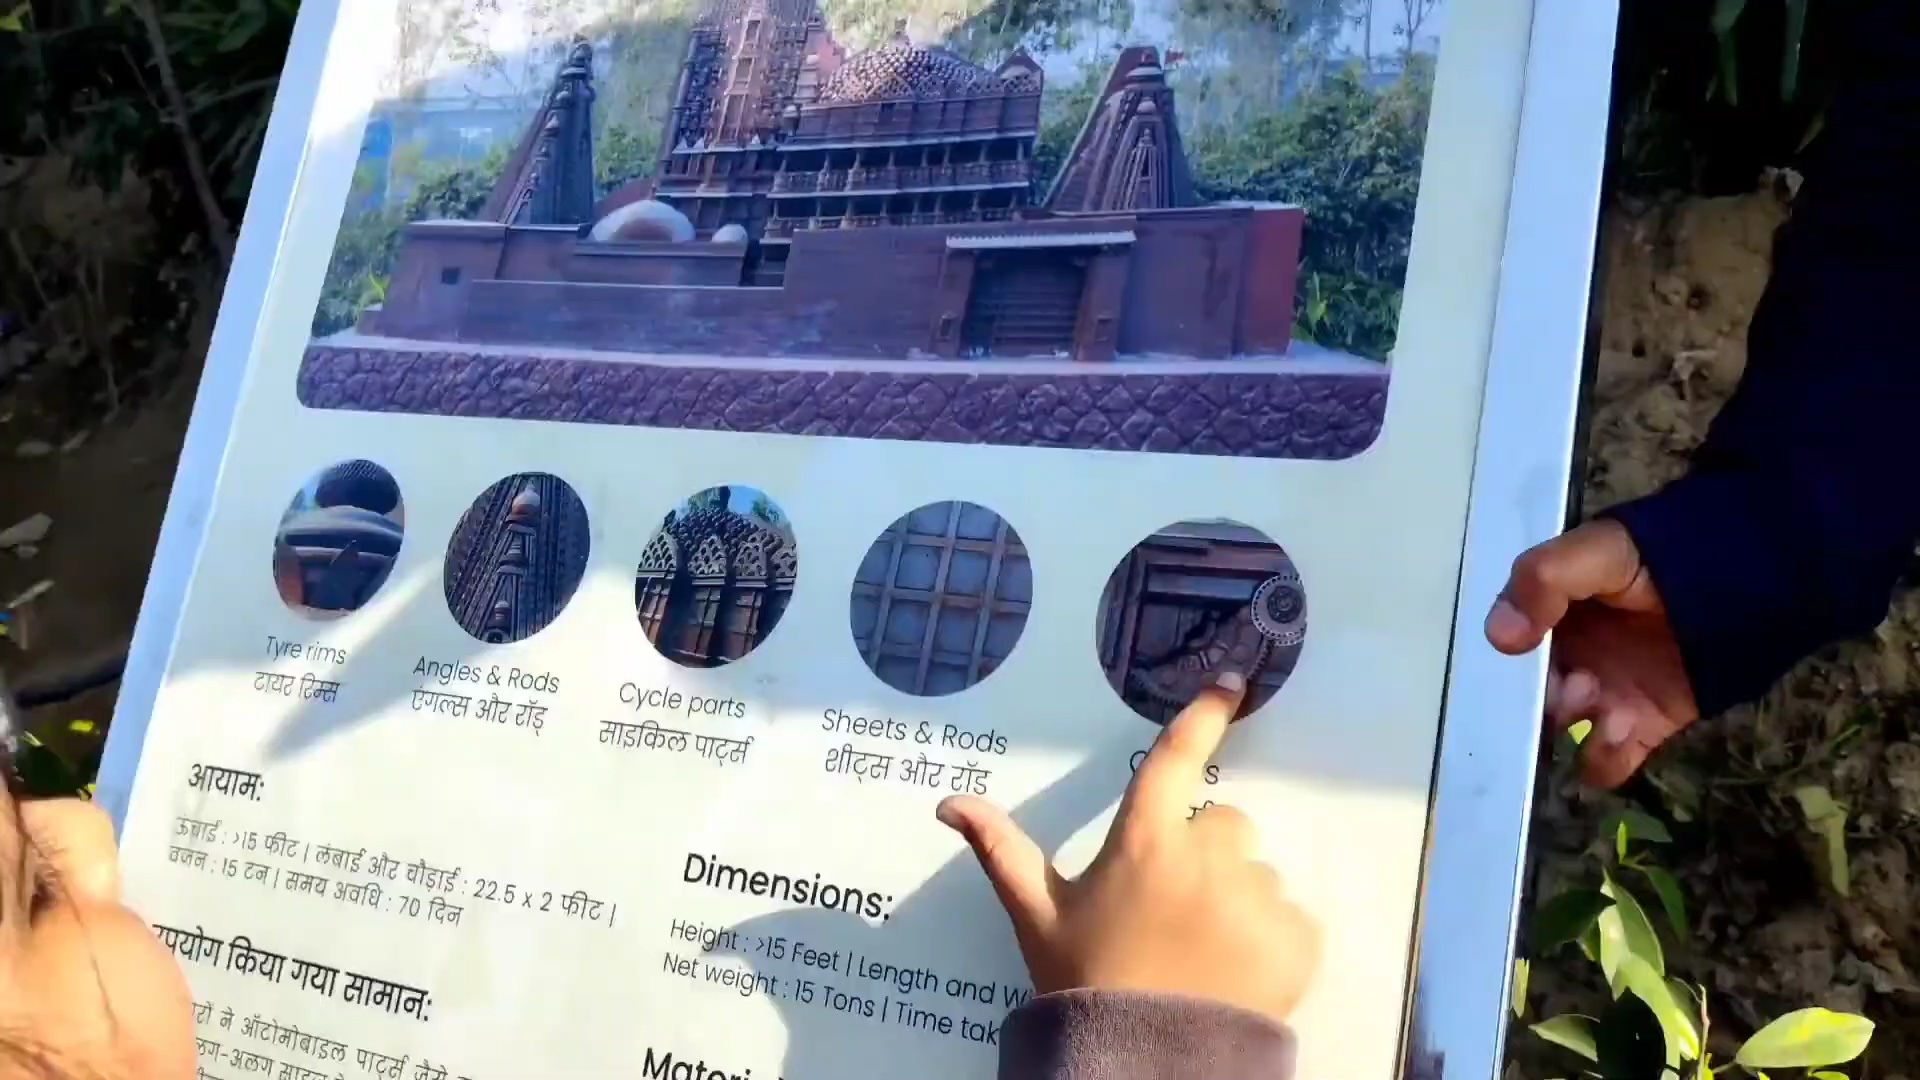 Tyre rims
टायर रिम्स
Angles & Rods
एंगल्स और रॉड्
Cycle parts
साइकिल पार्ट्स
Sheets & Rods
शीट्स और रॉड
आयाम:
ऊंचाई : >15 फीट | लंबाई और चौड़ाई : 22.5 x 2 फीट |
वजन : 15 टन | समय अवधि : 70 दिन
उपयोग किया गया सामान:
ने ऑटोमोबाइल पार्ट्स जैसे
Dimensions:
Height : >15 Feet | Length and
Net weight : 15 Tons | Time